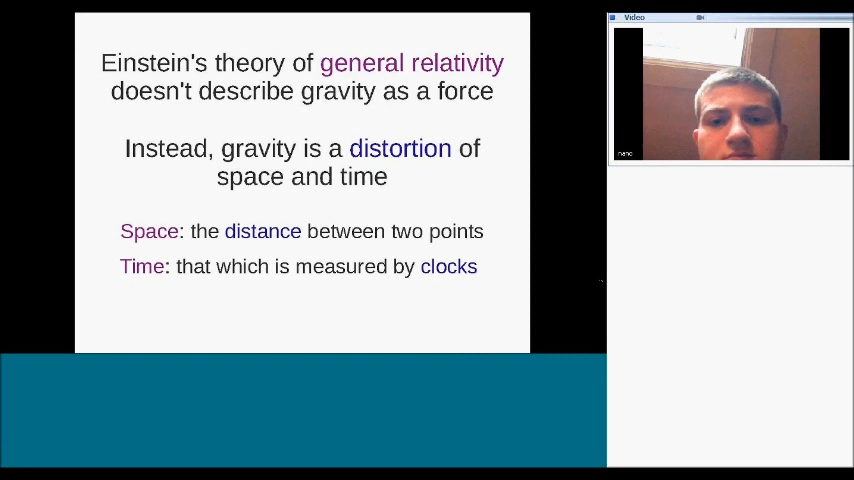 Einstein's theory of general relativity
doesn't describe gravity as a force
Instead, gravity is a distortion of
space and time
Space: the distance between two points
Time: that which is measured by clocks
Video
nano